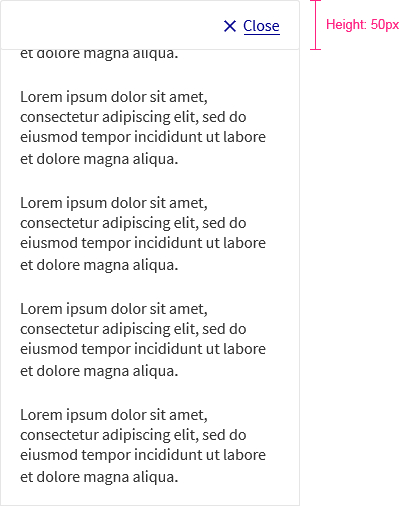 Close
Height: 50px
et dolore magna aliqua.
Lorem ipsum dolor sit amet,
consectetur adipiscing elit, sed do
eiusmod tempor incididunt ut labore
et dolore magna aliqua.
Lorem ipsum dolor sit amet,
consectetur adipiscing elit, sed do
eiusmod tempor incididunt ut labore
et dolore magna aliqua.
Lorem ipsum dolor sit amet,
consectetur adipiscing elit, sed do
eiusmod tempor incididunt ut labore
et dolore magna aliqua.
Lorem ipsum dolor sit amet,
consectetur adipiscing elit, sed do
eiusmod tempor incididunt ut labore
et dolore magna aliqua.